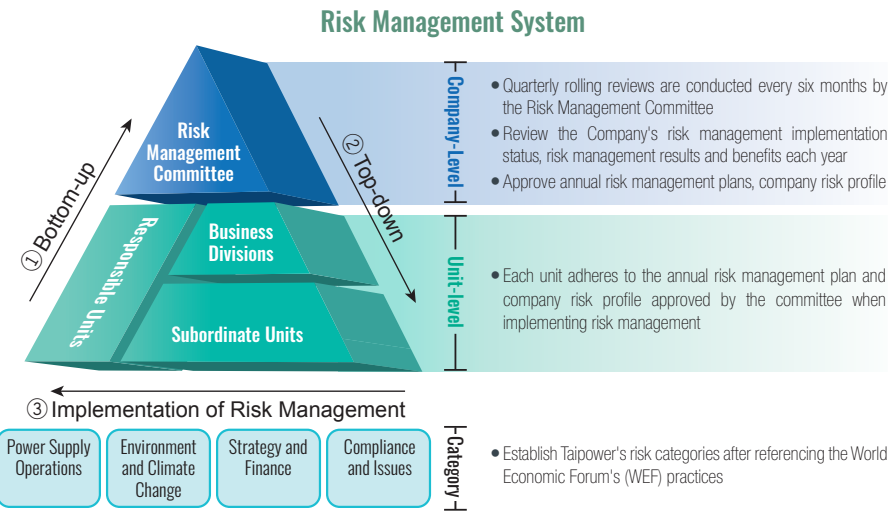 Risk Management System
Risk
Management
Committee
① Bottom-up
② Top-down
Responsible Units
Business
Divisions
Subordinate Units
Company-Level
• Quarterly rolling reviews are conducted every six months by
the Risk Management Committee
• Review the Company's risk management implementation
status, risk management results and benefits each year
• Approve annual risk management plans, company risk profile
Unit-level
• Each unit adheres to the annual risk management plan and
company risk profile approved by the committee when
implementing risk management
③ Implementation of Risk Management
Power Supply
Operations
Environment
and Climate
Change
Strategy and
Finance
Compliance
and Issues
Category
• Establish Taipower's risk categories after referencing the World
Economic Forum's (WEF) practices